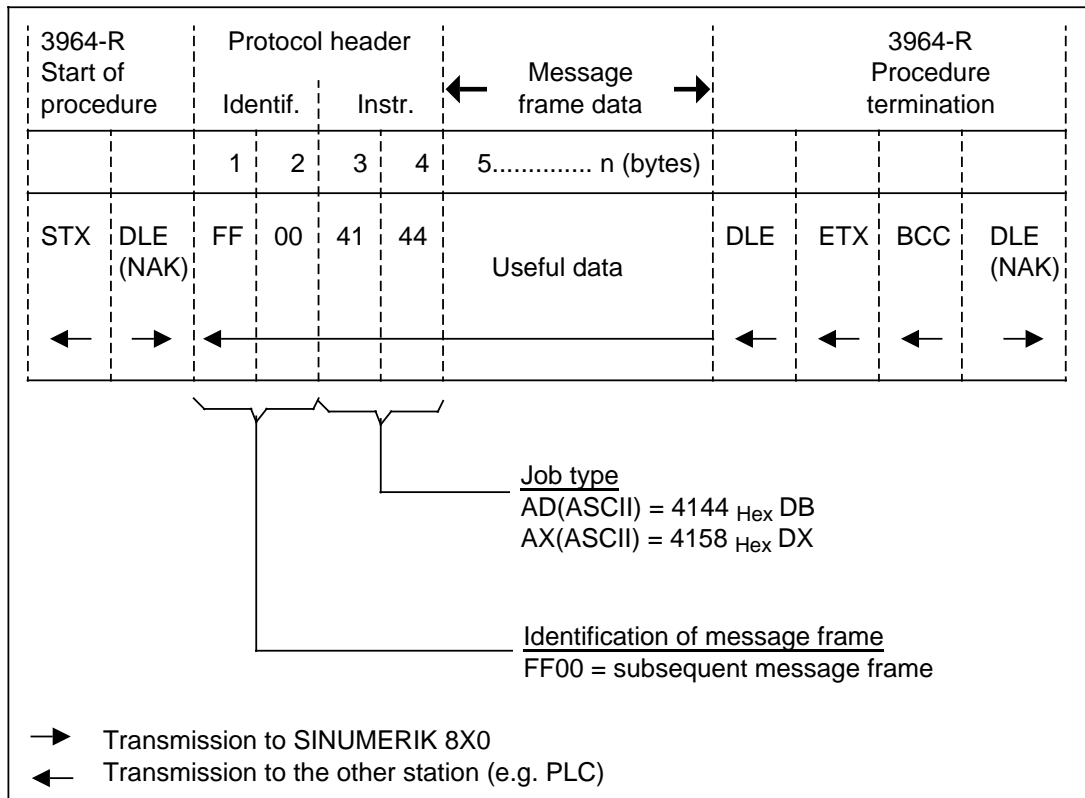 3964-R
Start of
procedure
Protocol header
Identif.
Instr.
Message
frame data
3964-R
Procedure
termination
1 2 3 4 5.............. n (bytes)
STX DLE FF 00 41 44 DLE ETX BCC DLE
(NAK) Useful data (NAK)
Job type
AD(ASCII) = 4144 Hex DB
AX(ASCII) = 4158 Hex DX
Identification of message frame
FF00 = subsequent message frame
Transmission to SINUMERIK 8X0
Transmission to the other station (e.g. PLC)